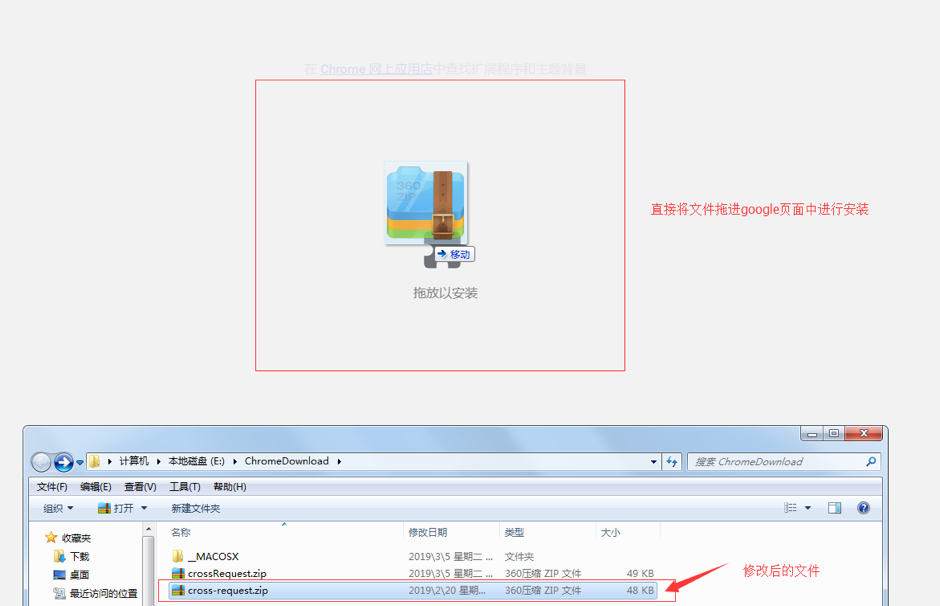 在 Chrome 网上应用店中查找扩展程序和主题背景
360
ZIP
移动
直接将文件拖进google页面中进行安装
拖放以安装
计算机 本地磁盘 (E:) ChromeDownload
搜索 ChromeDownload
文件(F) 编辑(E) 查看(V) 工具(T) 帮助(H)
组织 打开 新建文件夹
收藏夹
下载
桌面
最近访问的位置
名称 修改日期 类型 大小
__MACOSX 2019\3\5 星期二 ... 文件夹
crossRequest.zip 2019\3\5 星期二 ... 360压缩 ZIP 文件 49 KB
cross-request.zip 2019\2\20 星期... 360压缩 ZIP 文件 48 KB
修改后的文件